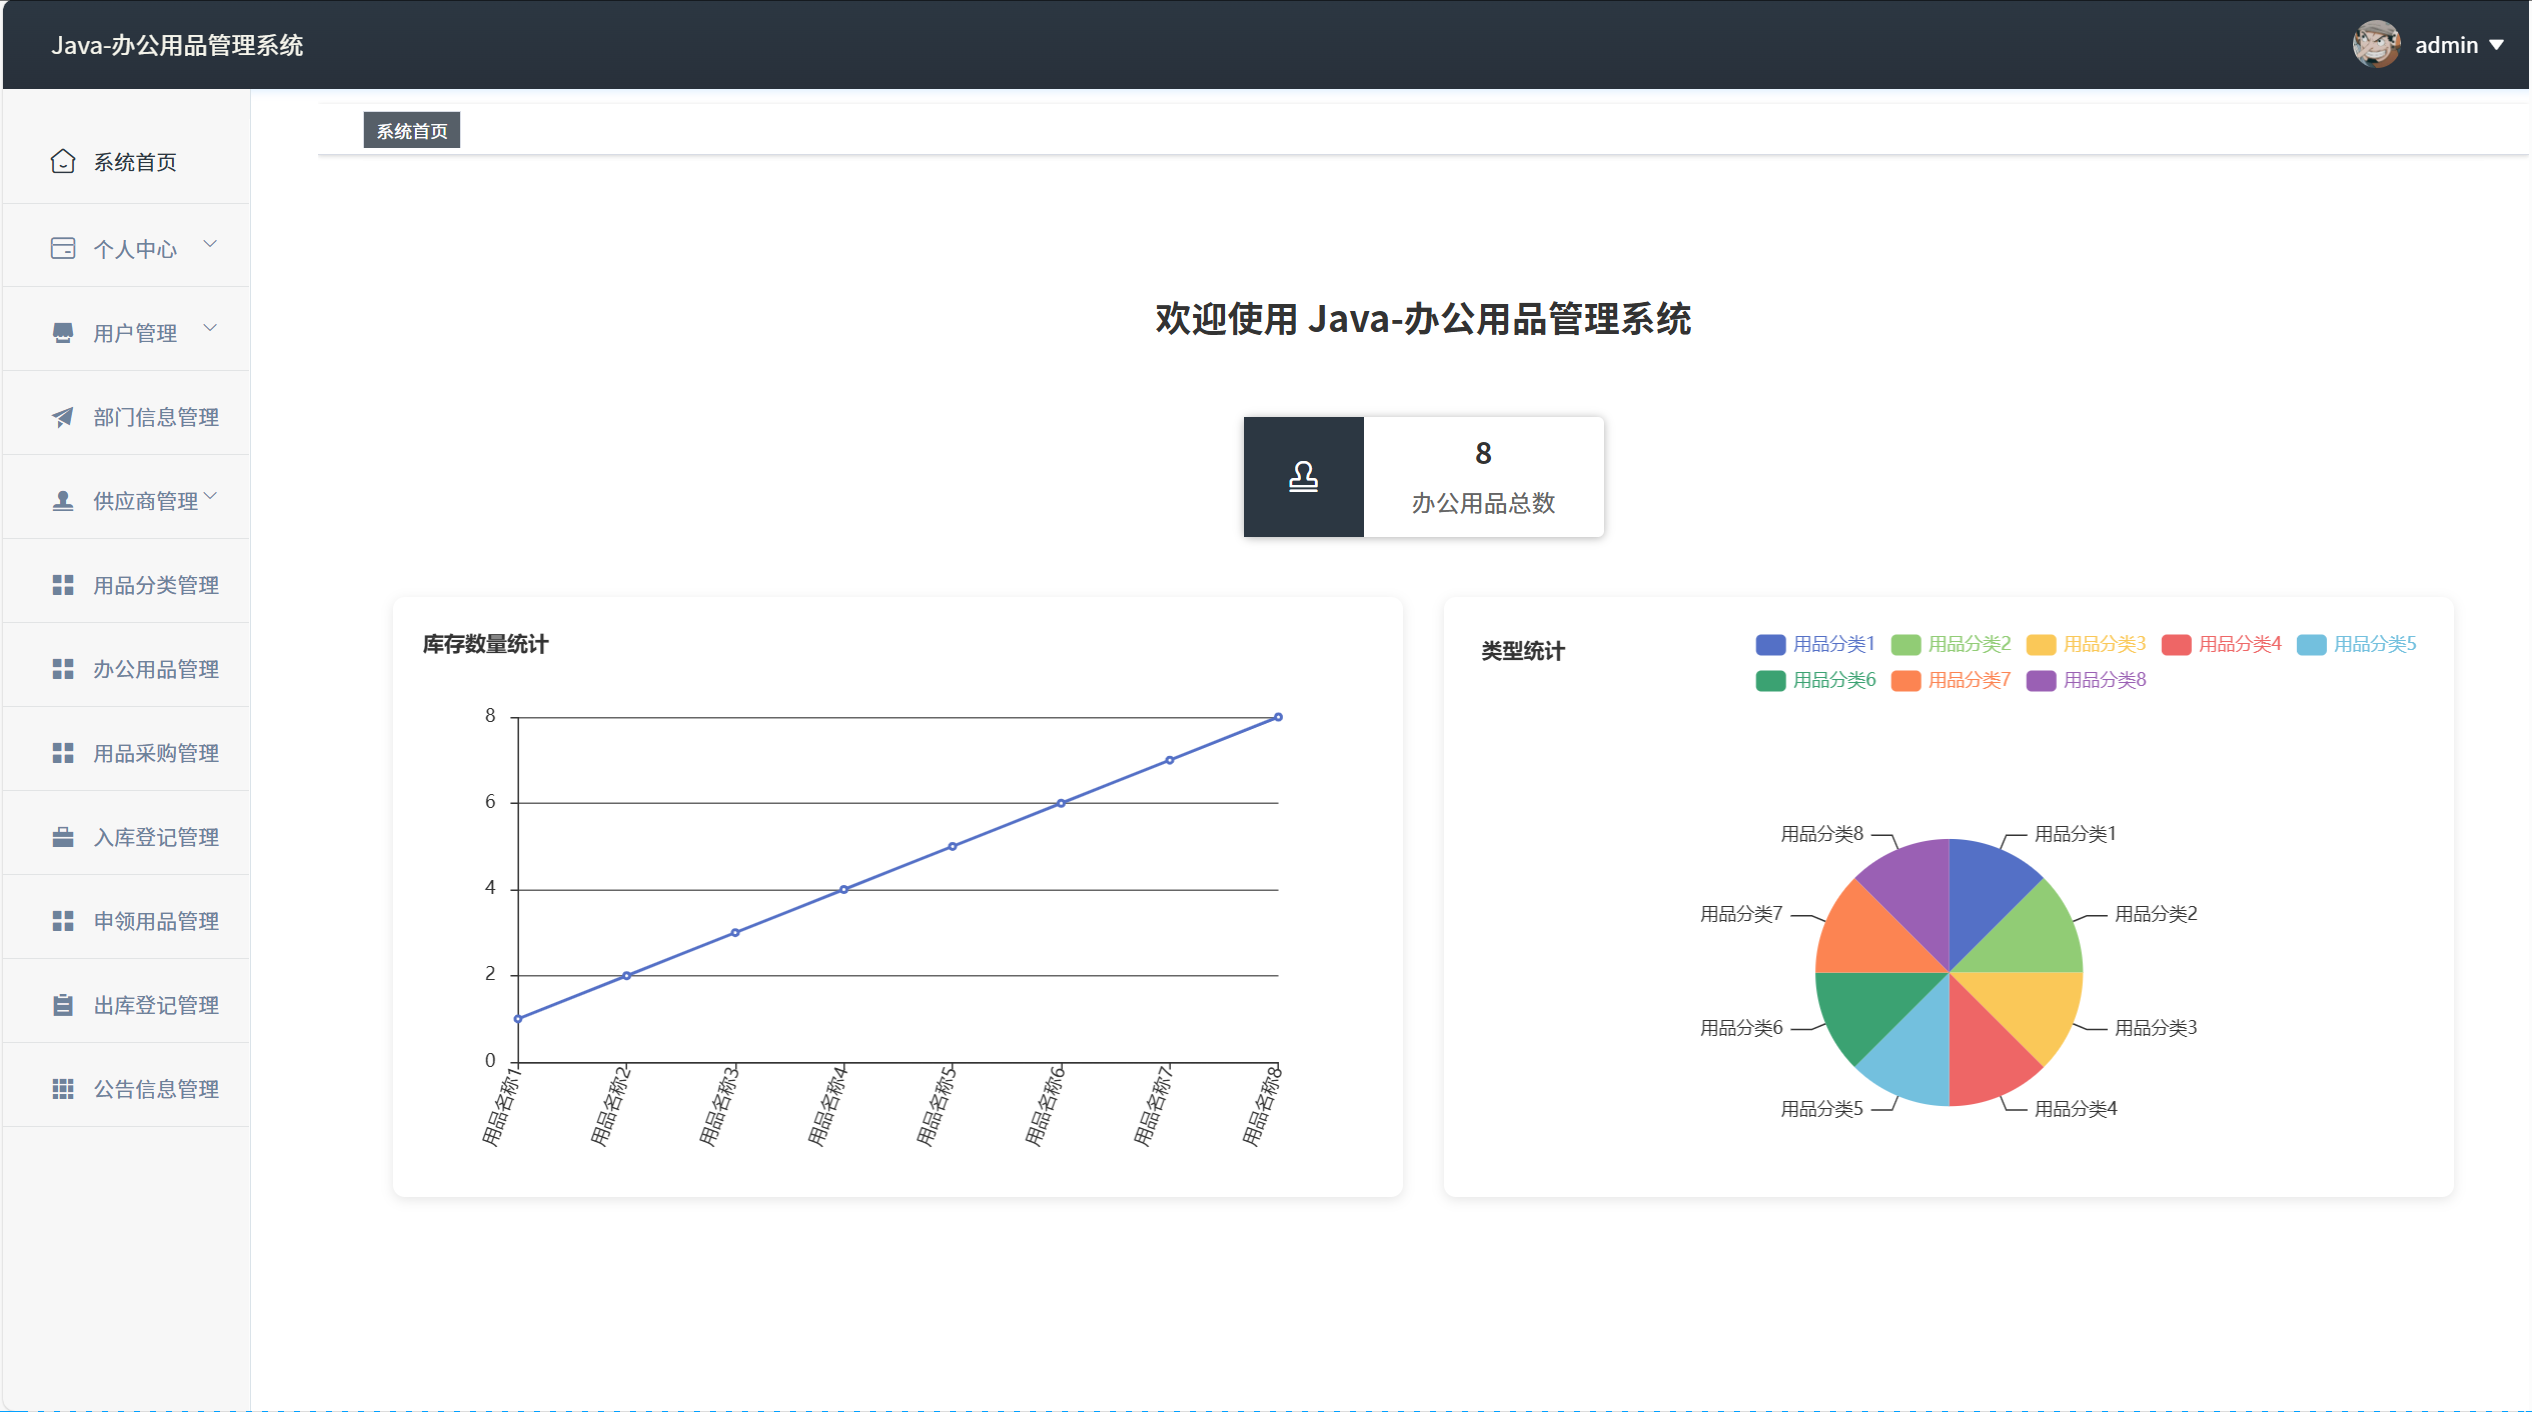 Java-办公用品管理系统
admin
系统首页
个人中心
用户管理
部门信息管理
供应商管理
用品分类管理
办公用品管理
用品采购管理
入库登记管理
申领用品管理
出库登记管理
公告信息管理
系统首页
欢迎使用 Java-办公用品管理系统
8
办公用品总数
库存数量统计
8
6
4
2
0
用品名称1
用品名称2
用品名称3
用品名称4
用品名称5
用品名称6
用品名称7
用品名称8
类型统计
用品分类1 用品分类2 用品分类3 用品分类4 用品分类5
用品分类6 用品分类7 用品分类8
用品分类8 用品分类1
用品分类7 用品分类2
用品分类6 用品分类3
用品分类5 用品分类4